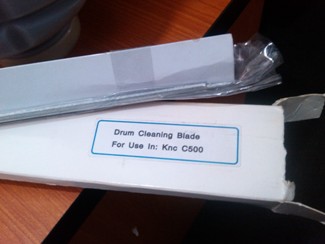 Drum Cleaning Blade
For Use In: Knc C500